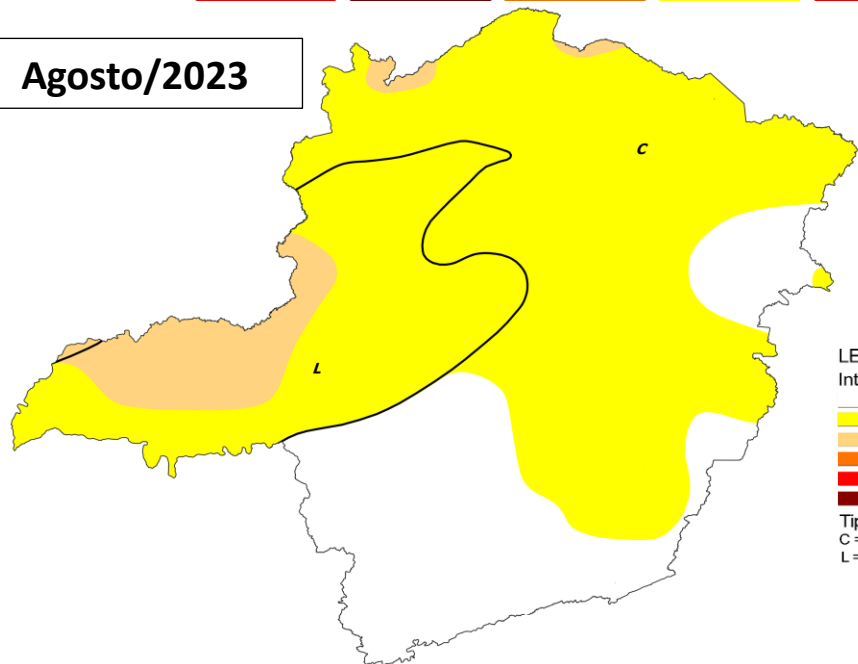 Agosto/2023
C
L
LE
Int
Tip
C =
L =